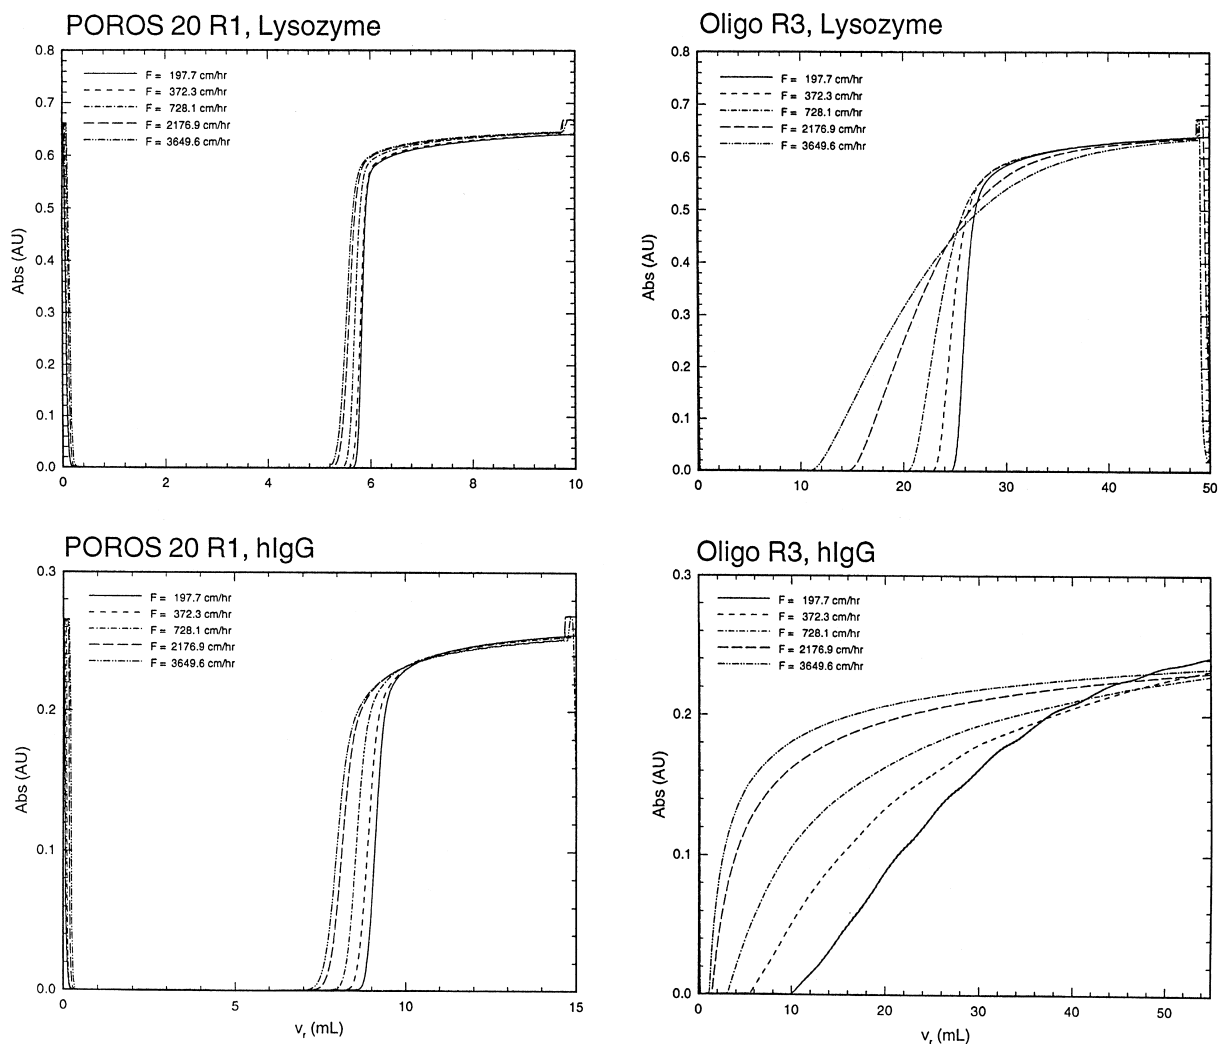 POROS 20 R1, Lysozyme
0.8
0.7
0.6
0.5
0.4
0.3
0.2
0.1
0.0
Abs (AU)
F = 197.7 cm/hr
F = 372.3 cm/hr
F = 728.1 cm/hr
F = 2176.9 cm/hr
F = 3649.6 cm/hr
0 2 4 6 8 10
Oligo R3, Lysozyme
0.8
0.7
0.6
0.5
0.4
0.3
0.2
0.1
0.0
Abs (AU)
F = 197.7 cm/hr
F = 372.3 cm/hr
F = 728.1 cm/hr
F = 2176.9 cm/hr
F = 3649.6 cm/hr
0 10 20 30 40 50
POROS 20 R1, hIgG
0.3
0.2
0.1
0.0
Abs (AU)
F = 197.7 cm/hr
F = 372.3 cm/hr
F = 728.1 cm/hr
F = 2176.9 cm/hr
F = 3649.6 cm/hr
0 5 10 15
vr (mL)
Oligo R3, hIgG
0.3
0.2
0.1
0.0
Abs (AU)
F = 197.7 cm/hr
F = 372.3 cm/hr
F = 728.1 cm/hr
F = 2176.9 cm/hr
F = 3649.6 cm/hr
0 10 20 30 40 50
vr (mL)